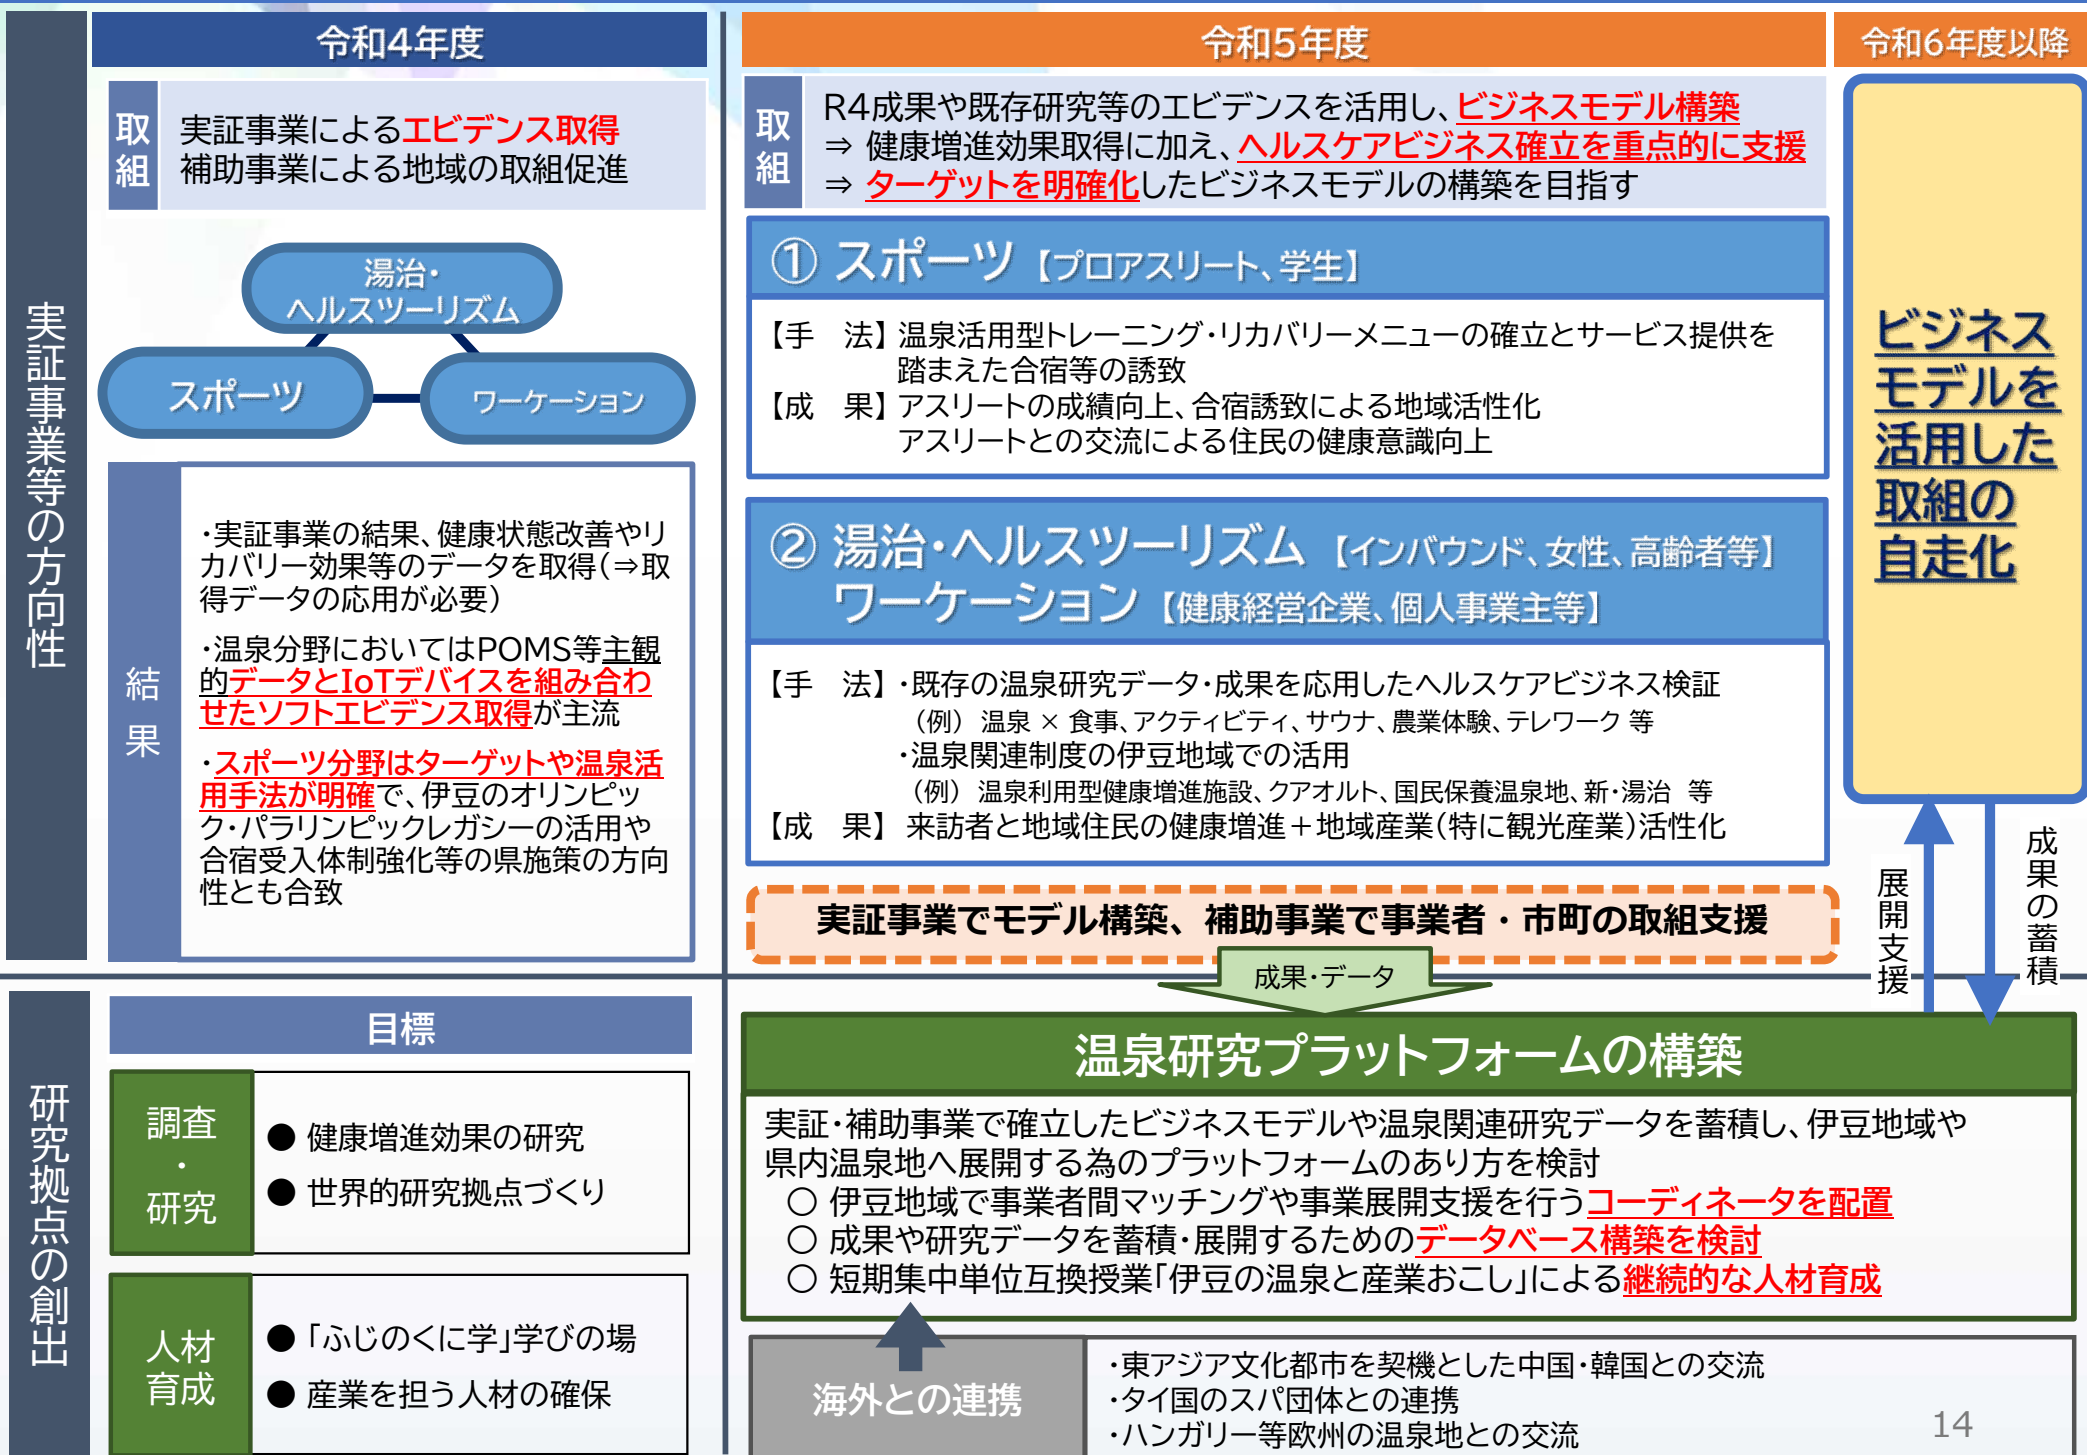 令和4年度
令和5年度
令和6年度以降
実証事業等の方向性
取組
実証事業によるエビデンス取得
補助事業による地域の取組促進
湯治・
ヘルスツーリズム
スポーツ
ワーケーション
結果
・実証事業の結果、健康状態改善やリ
カバリー効果等のデータを取得(⇒取
得データの応用が必要)
・温泉分野においてはPOMS等主観
的データとIoTデバイスを組み合わ
せたソフトエビデンス取得が主流
・スポーツ分野はターゲットや温泉活
用手法が明確で、伊豆のオリンピッ
ク・パラリンピックレガシーの活用や
合宿受入体制強化等の県施策の方向
性とも合致
取組
R4成果や既存研究等のエビデンスを活用し、ビジネスモデル構築
⇒ 健康増進効果取得に加え、ヘルスケアビジネス確立を重点的に支援
⇒ ターゲットを明確化したビジネスモデルの構築を目指す
① スポーツ【プロアスリート、学生】
【手　法】温泉活用型トレーニング・リカバリーメニューの確立とサービス提供を
踏まえた合宿等の誘致
【成　果】アスリートの成績向上、合宿誘致による地域活性化
アスリートとの交流による住民の健康意識向上
② 湯治・ヘルスツーリズム【インバウンド、女性、高齢者等】
ワーケーション【健康経営企業、個人事業主等】
【手　法】・既存の温泉研究データ・成果を応用したヘルスケアビジネス検証
(例) 温泉 × 食事、アクティビティ、サウナ、農業体験、テレワーク 等
・温泉関連制度の伊豆地域での活用
(例) 温泉利用型健康増進施設、クアオルト、国民保養温泉地、新・湯治 等
【成　果】 来訪者と地域住民の健康増進＋地域産業(特に観光産業)活性化
実証事業でモデル構築、補助事業で事業者・市町の取組支援
成果・データ
ビジネス
モデルを
活用した
取組の
自走化
展開支援
成果の蓄積
研究拠点の創出
目標
調査
・
研究
● 健康増進効果の研究
● 世界的研究拠点づくり
人材
育成
● 「ふじのくに学」学びの場
● 産業を担う人材の確保
温泉研究プラットフォームの構築
実証・補助事業で確立したビジネスモデルや温泉関連研究データを蓄積し、伊豆地域や
県内温泉地へ展開する為のプラットフォームのあり方を検討
○ 伊豆地域で事業者間マッチングや事業展開支援を行うコーディネータを配置
○ 成果や研究データを蓄積・展開するためのデータベース構築を検討
○ 短期集中単位互換授業「伊豆の温泉と産業おこし」による継続的な人材育成
海外との連携
・東アジア文化都市を契機とした中国・韓国との交流
・タイ国のスパ団体との連携
・ハンガリー等欧州の温泉地との交流
14